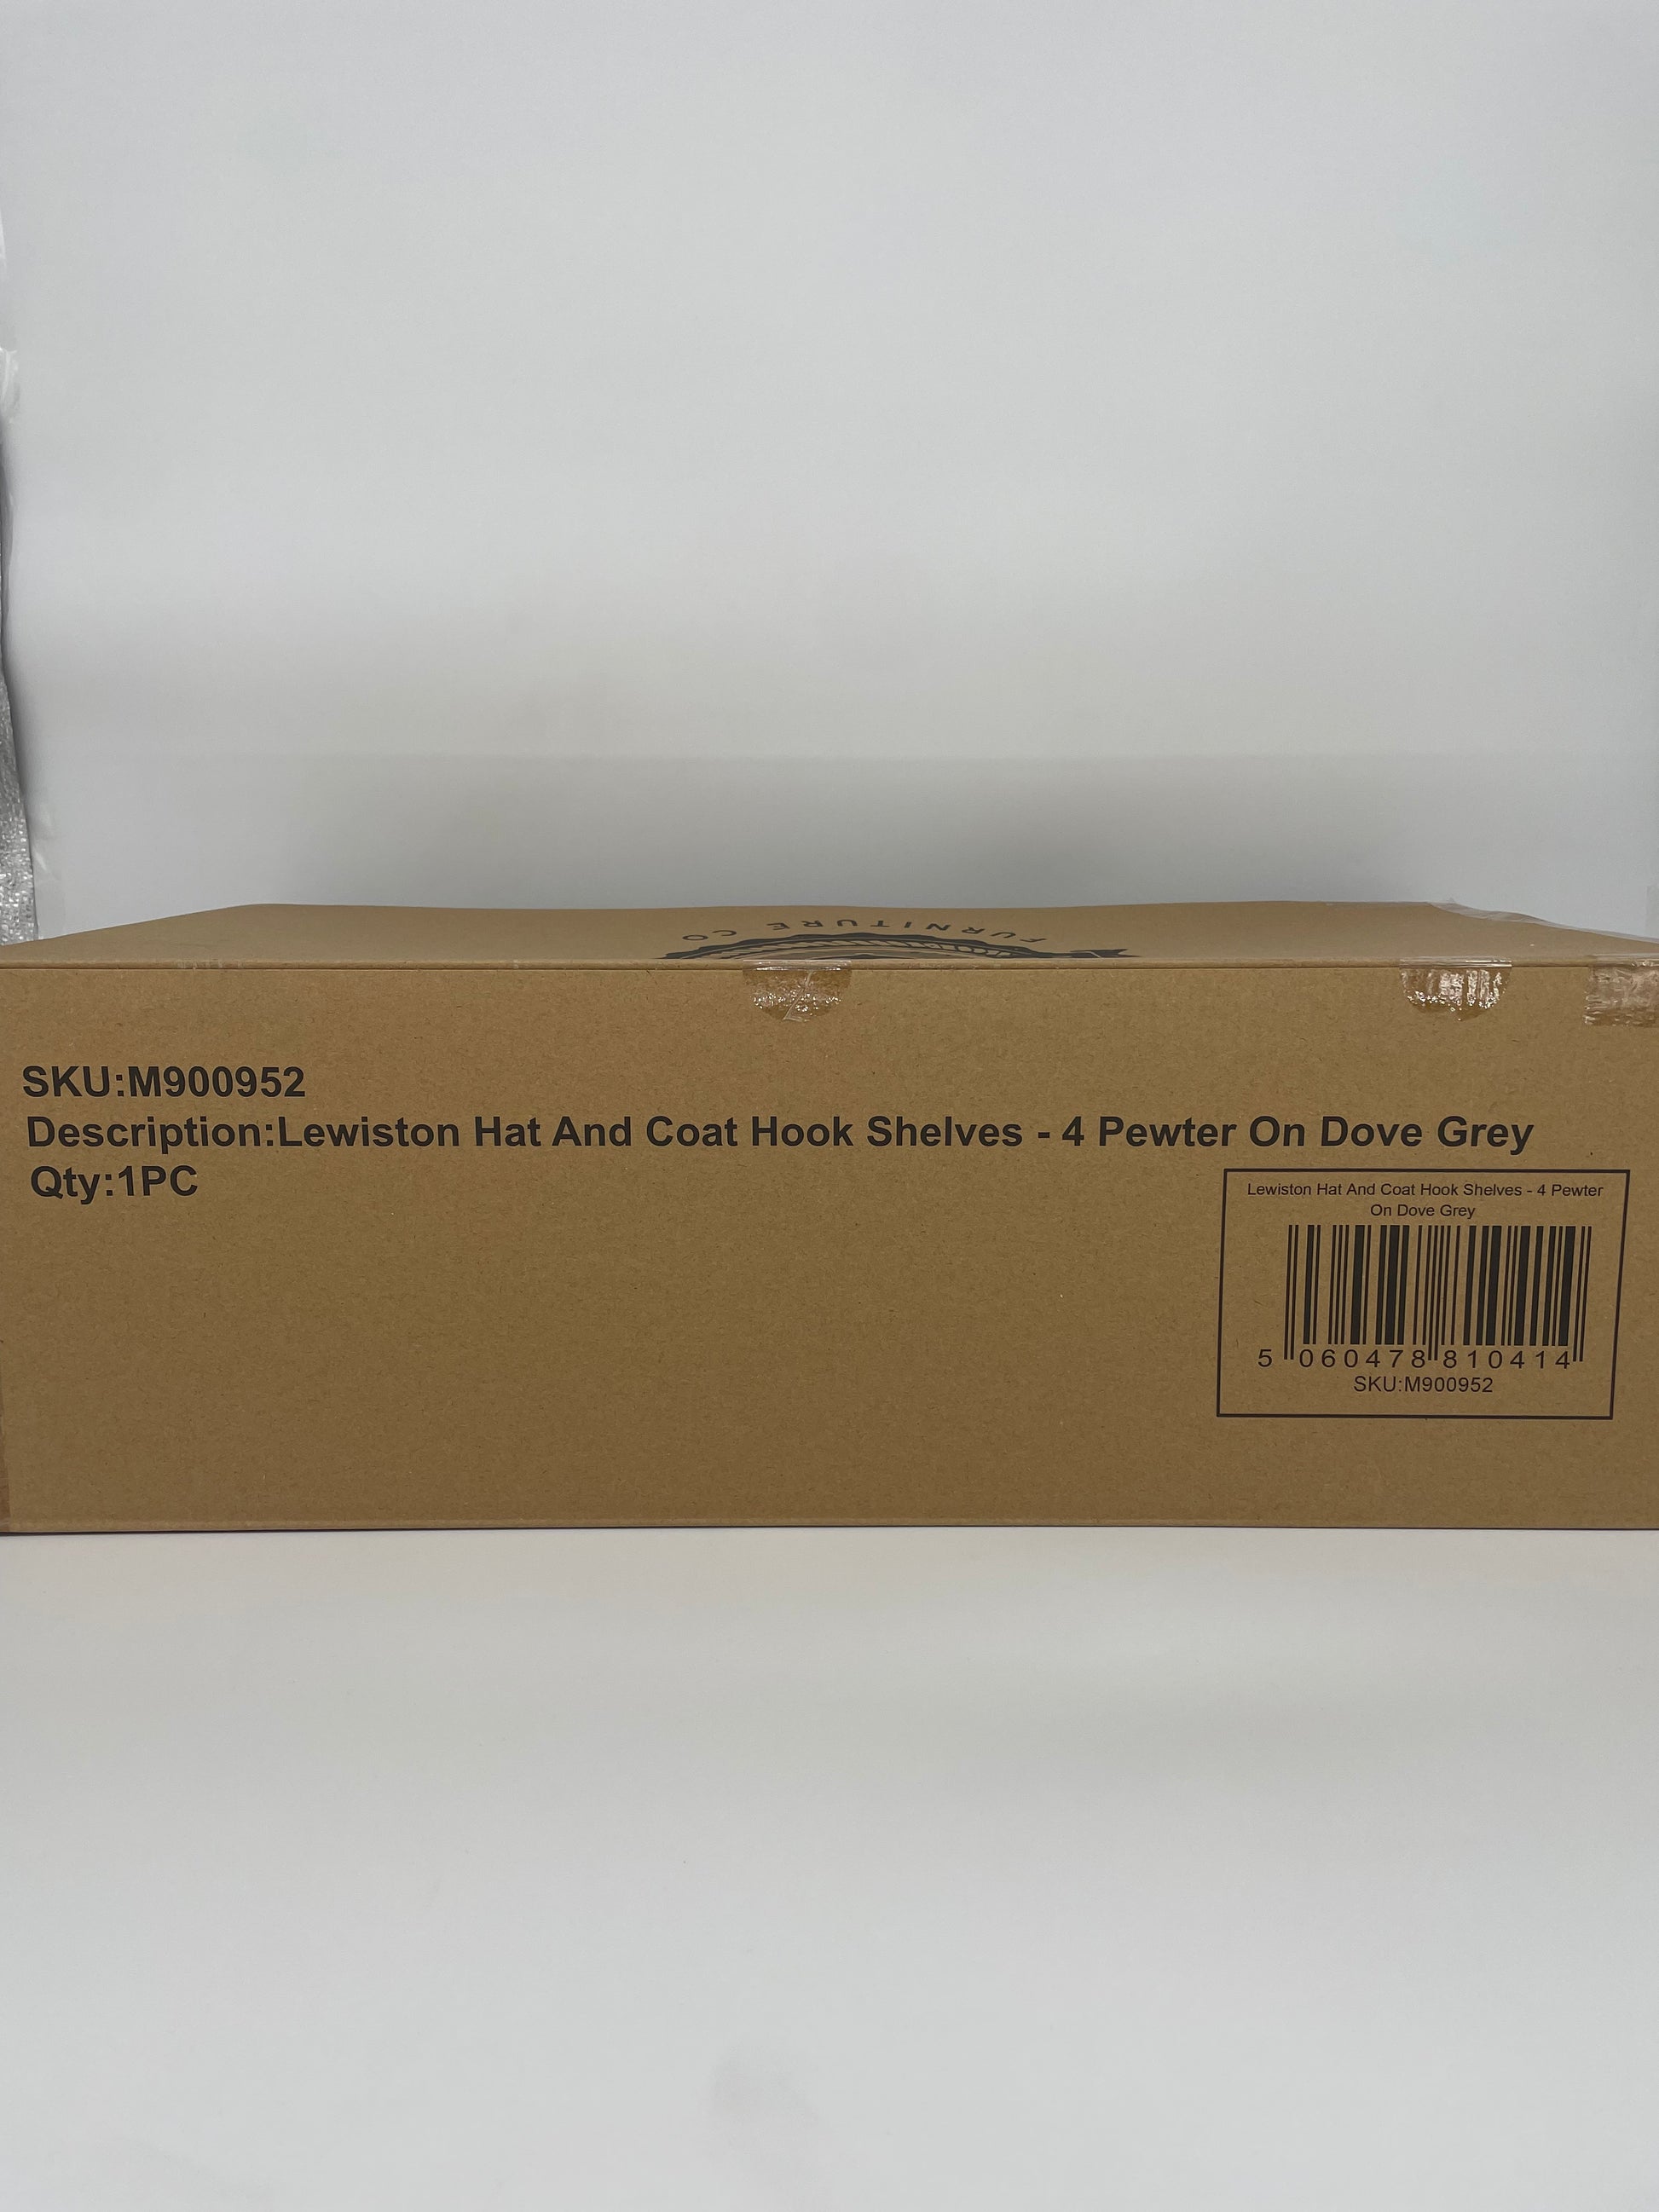 FURNITURE CO
SKU:M900952
Description:Lewiston Hat And Coat Hook Shelves - 4 Pewter On Dove Grey
Qty:1PC
Lewiston Hat And Coat Hook Shelves - 4 Pewter
On Dove Grey
5 060478 810414
SKU:M900952